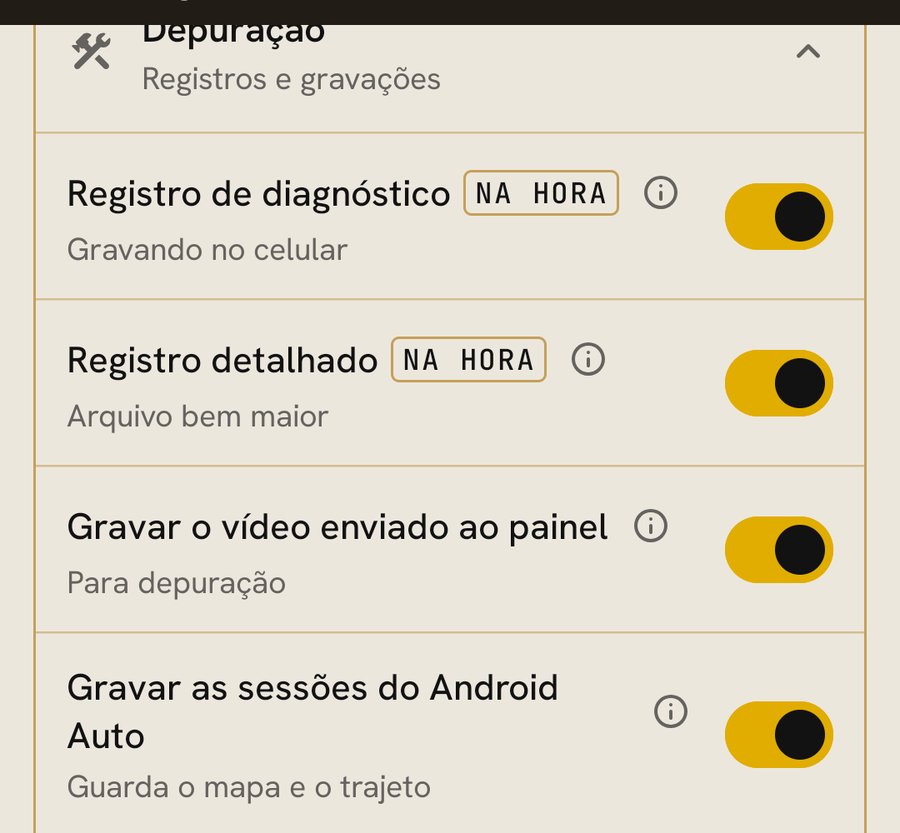 Depuração
Registros e gravações
Registro de diagnóstico NA HORA
Gravando no celular
Registro detalhado NA HORA
Arquivo bem maior
Gravar o vídeo enviado ao painel
Para depuração
Gravar as sessões do Android
Auto
Guarda o mapa e o trajeto